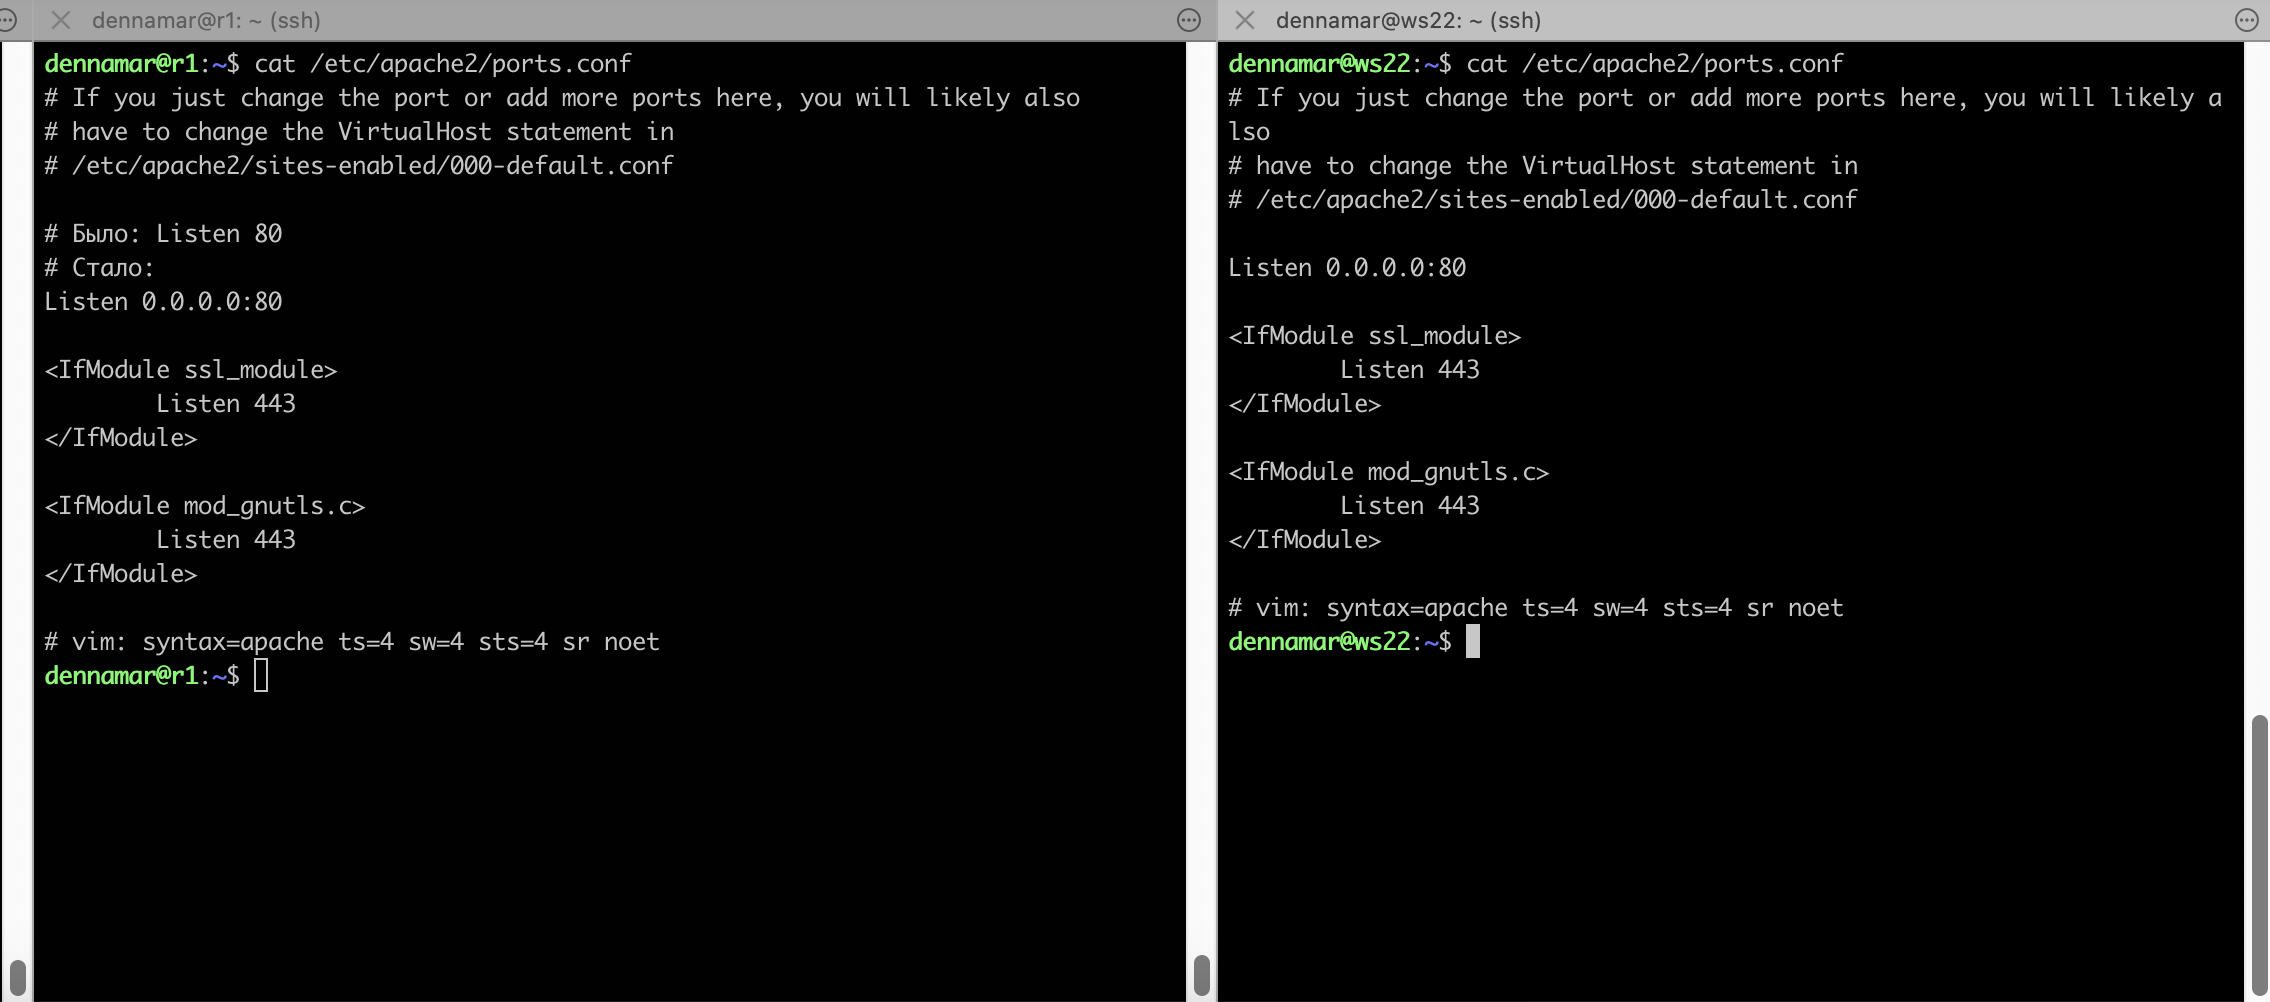 dennamar@r1: ~ (ssh)
dennamar@r1:~$ cat /etc/apache2/ports.conf
# If you just change the port or add more ports here, you will likely also
# have to change the VirtualHost statement in
# /etc/apache2/sites-enabled/000-default.conf
# Было: Listen 80
# Стало:
Listen 0.0.0.0:80
<IfModule ssl_module>
        Listen 443
</IfModule>
<IfModule mod_gnutls.c>
        Listen 443
</IfModule>
# vim: syntax=apache ts=4 sw=4 sts=4 sr noet
dennamar@r1:~$
dennamar@ws22: ~ (ssh)
dennamar@ws22:~$ cat /etc/apache2/ports.conf
# If you just change the port or add more ports here, you will likely a
lso
# have to change the VirtualHost statement in
# /etc/apache2/sites-enabled/000-default.conf
Listen 0.0.0.0:80
<IfModule ssl_module>
        Listen 443
</IfModule>
<IfModule mod_gnutls.c>
        Listen 443
</IfModule>
# vim: syntax=apache ts=4 sw=4 sts=4 sr noet
dennamar@ws22:~$